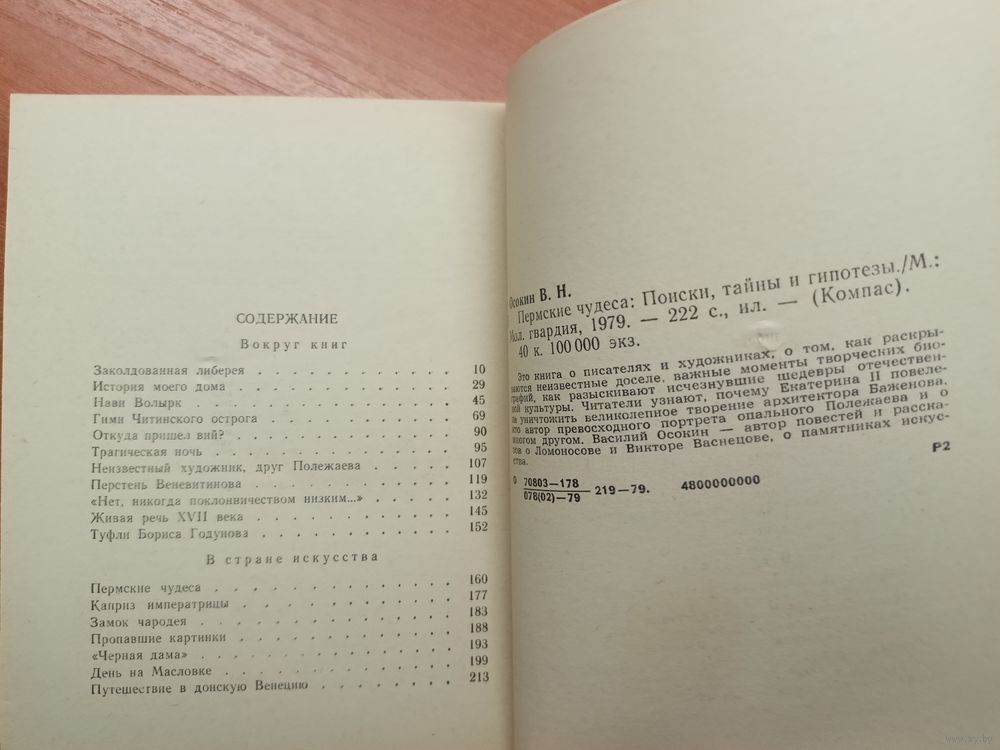 СОДЕРЖАНИЕ
Вокруг книг
Заколдованная либерея . . . . . . . . . . . . 10
История моего дома . . . . . . . . . . . . 29
Нави Волырк . . . . . . . . . . . . 45
Гимн Читинского острога . . . . . . . . . . . . 69
Откуда пришел вий? . . . . . . . . . . . . 90
Трагическая ночь . . . . . . . . . . . . 95
Неизвестный художник, друг Полежаева . . . . . . 107
Перстень Веневитинова . . . . . . . . . . . . 119
«Нет, никогда поклонничеством низким...» . . . . . . 132
Живая речь XVII века . . . . . . . . . . . . 145
Туфли Бориса Годунова . . . . . . . . . . . . 152
В стране искусства
Пермские чудеса . . . . . . . . . . . . 160
Каприз императрицы . . . . . . . . . . . . 177
Замок чародея . . . . . . . . . . . . 183
Пропавшие картинки . . . . . . . . . . . . 188
«Черная дама» . . . . . . . . . . . . 193
День на Масловке . . . . . . . . . . . . 199
Путешествие в донскую Венецию . . . . . . . . 213
Осокин В. Н.
Пермские чудеса: Поиски, тайны и гипотезы./М.:
Мол. гвардия, 1979. — 222 с., ил. — (Компас).
40 к. 100 000 экз.
Это книга о писателях и художниках, о том, как раскры-
ваются неизвестные доселе, важные моменты творческих био-
графий, как разыскивают исчезнувшие шедевры отечествен-
ной культуры. Читатели узнают, почему Екатерина II повеле-
ла уничтожить великолепное творение архитектора Баженова,
кто автор превосходного портрета опального Полежаева и о
многом другом. Василий Осокин — автор повестей и расска-
зов о Ломоносове и Викторе Васнецове, о памятниках искус-
ства.
О 70803—178
078(02)—79 219—79. 4800000000
Р2
www.ay.by